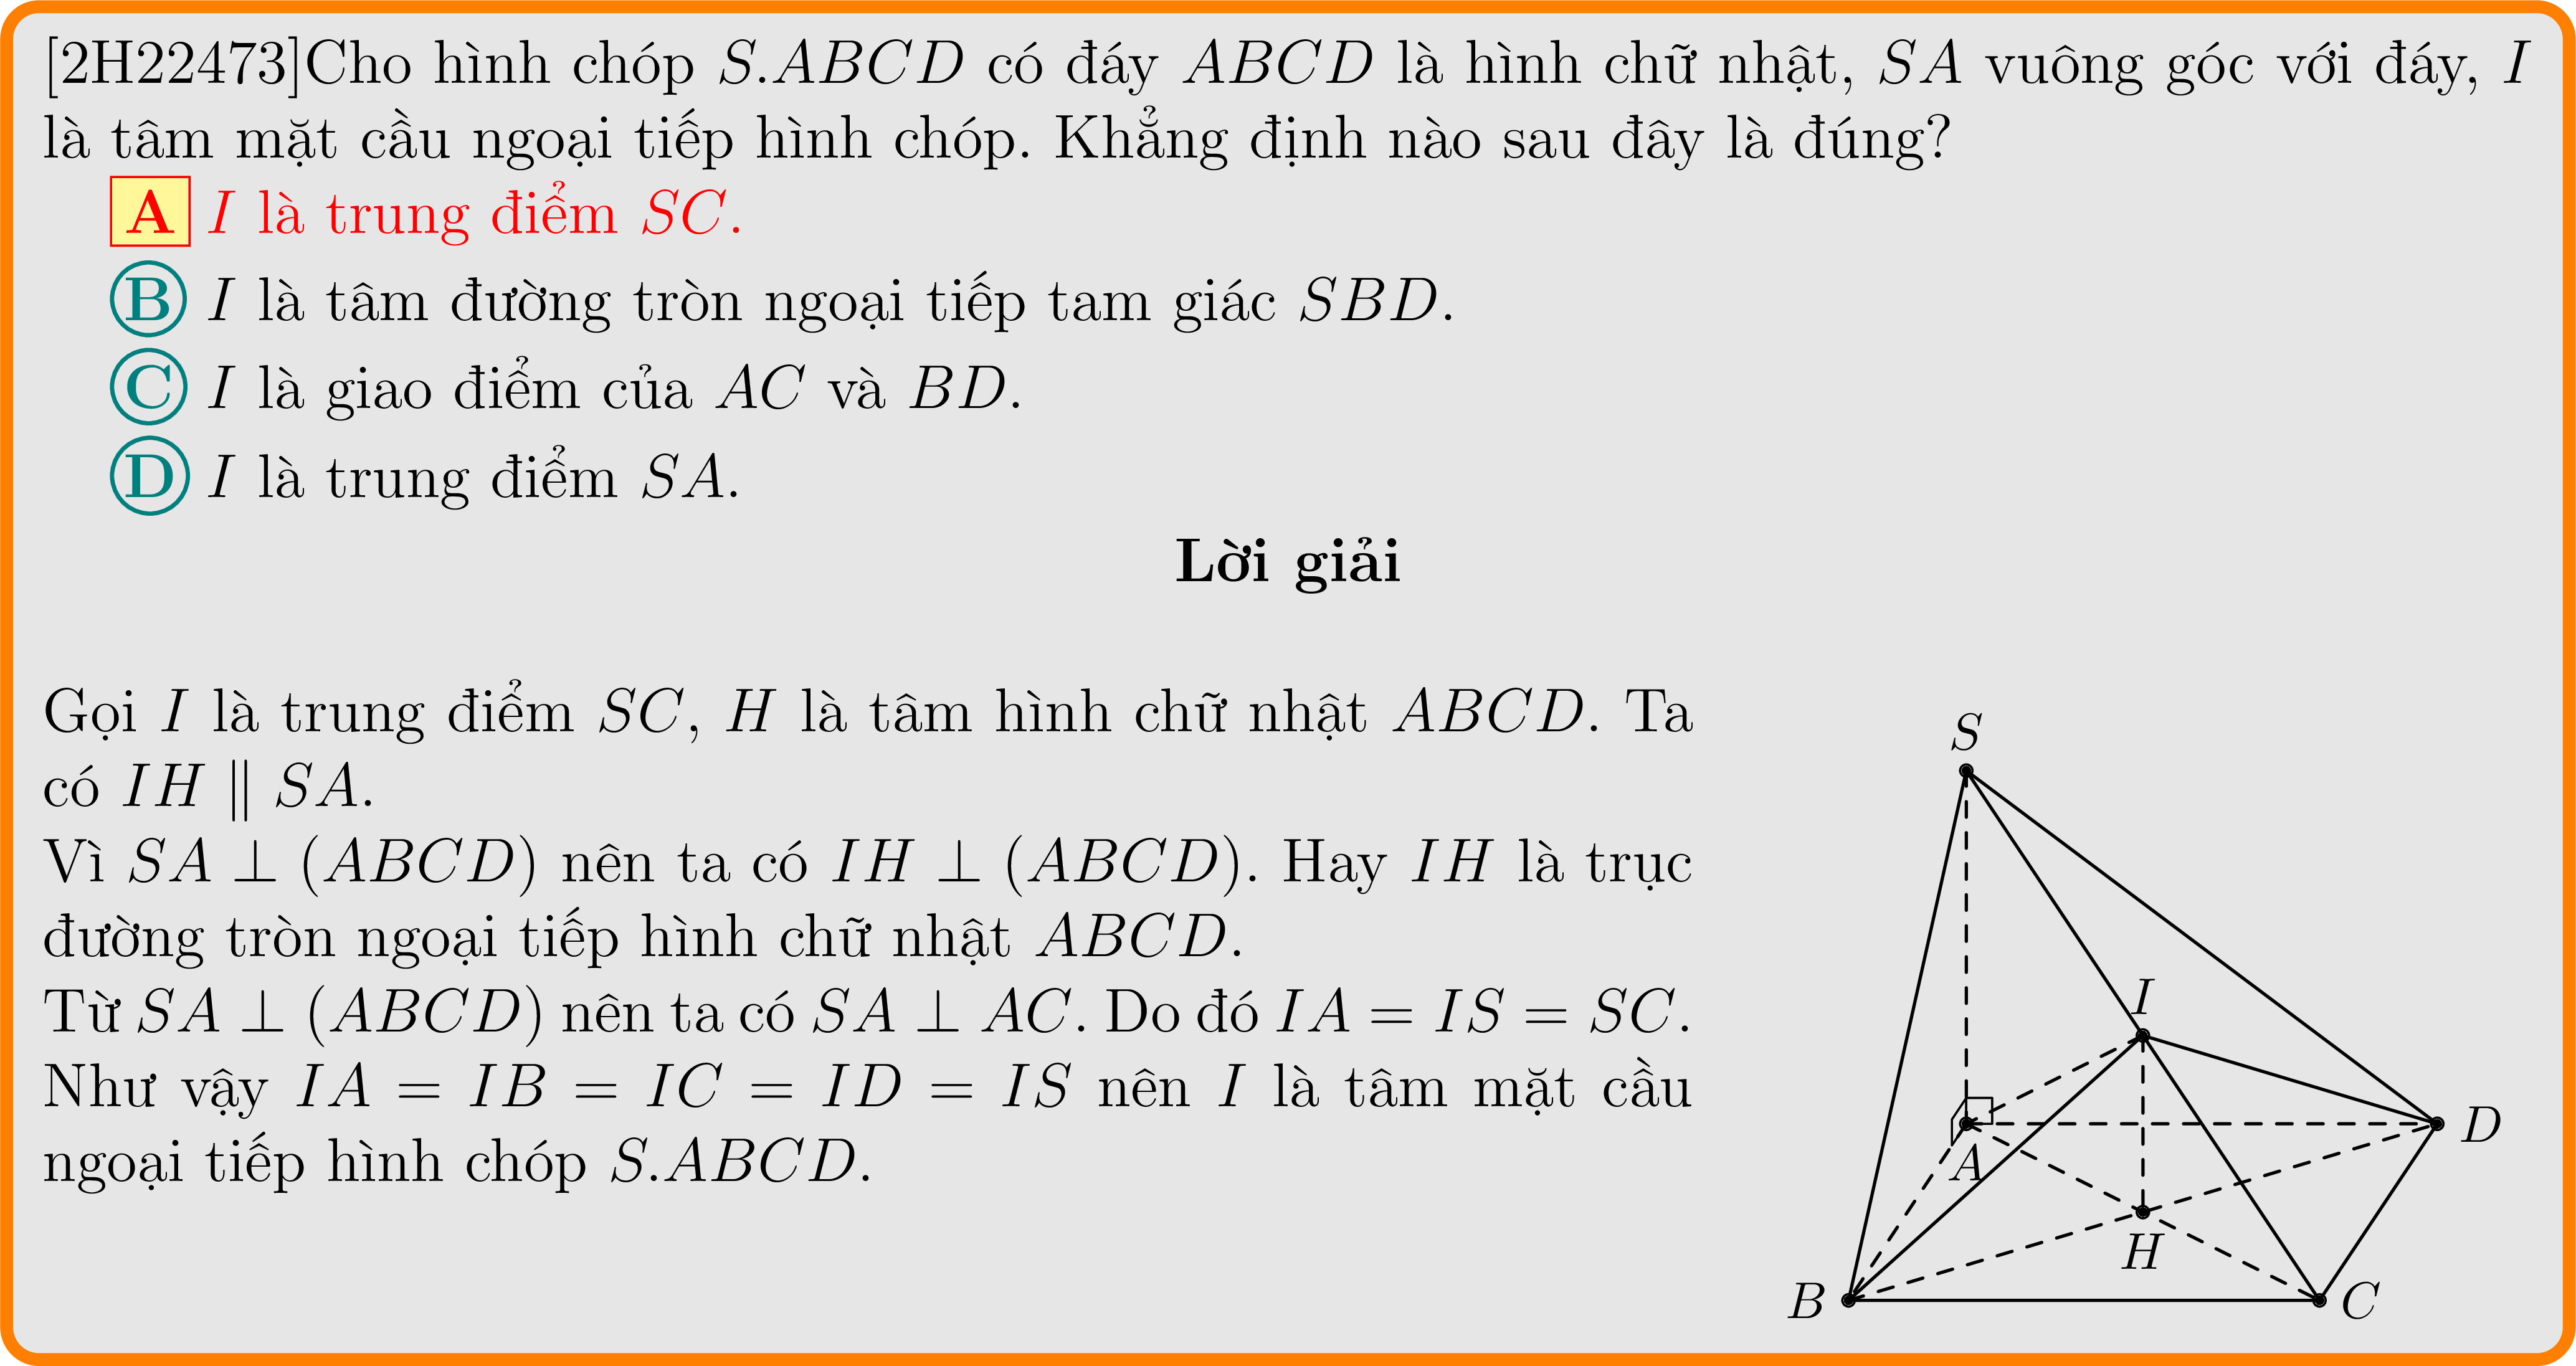 [2H22473]Cho hình chóp S.ABCD có đáy ABCD là hình chữ nhật, SA vuông góc với đáy, I
là tâm mặt cầu ngoại tiếp hình chóp. Khẳng định nào sau đây là đúng?
A I là trung điểm SC.
B I là tâm đường tròn ngoại tiếp tam giác SBD.
C I là giao điểm của AC và BD.
D I là trung điểm SA.
Lời giải
Gọi I là trung điểm SC, H là tâm hình chữ nhật ABCD. Ta
có IH ∥ SA.
Vì SA ⊥ (ABCD) nên ta có IH ⊥ (ABCD). Hay IH là trục
đường tròn ngoại tiếp hình chữ nhật ABCD.
Từ SA ⊥ (ABCD) nên ta có SA ⊥ AC. Do đó IA = IS = SC.
Như vậy IA = IB = IC = ID = IS nên I là tâm mặt cầu
ngoại tiếp hình chóp S.ABCD.
S
I
D
A
H
B
C